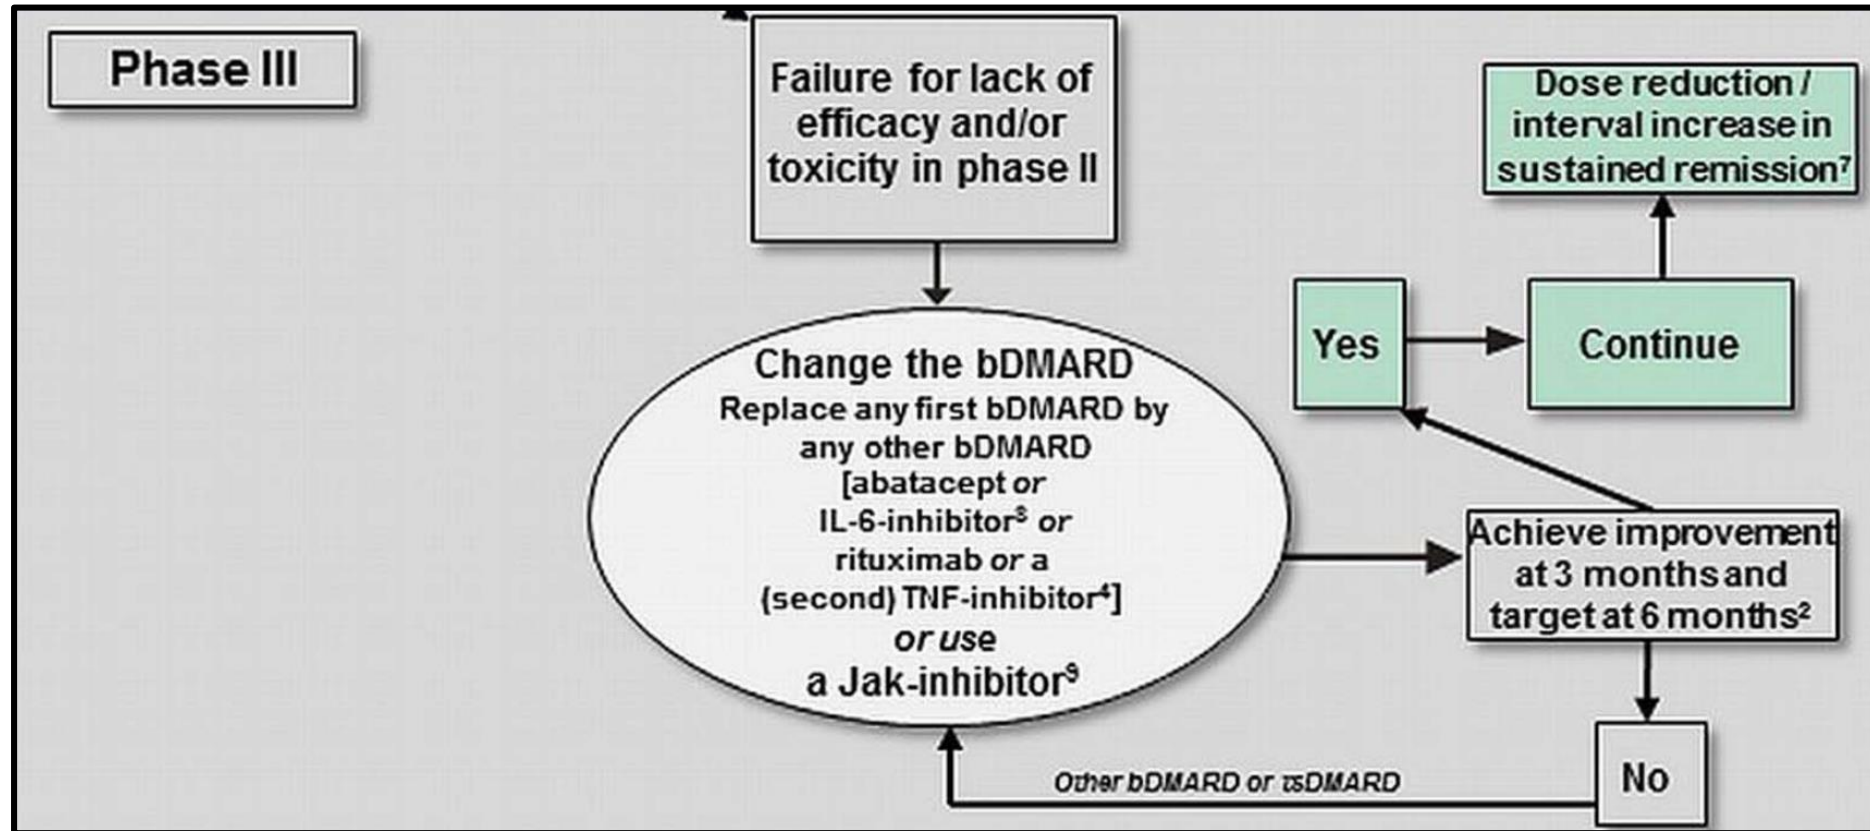 Phase III
Failure for lack of
efficacy and/or
toxicity in phase II
Dose reduction /
interval increase in
sustained remission⁷
Yes
Continue
Change the bDMARD
Replace any first bDMARD by
any other bDMARD
[abatacept or
IL-6-inhibitor⁸ or
rituximab or a
(second) TNF-inhibitor⁴]
or use
a Jak-inhibitor⁹
Achieve improvement
at 3 months and
target at 6 months²
No
Other bDMARD or tsDMARD